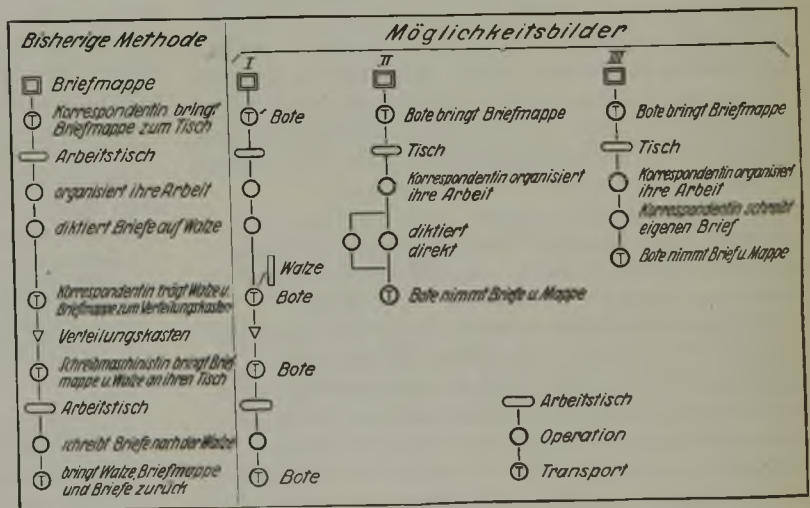 Bisherige Methode
Briefmappe
Korrespondentin bringt
Briefmappe zum Tisch
Arbeitstisch
organisiert ihre Arbeit
diktiert Briefe auf Walze
Korrespondentin trägt Walze u.
Briefmappe zum Verteilungskasten
Verteilungskasten
Schreibmaschinistin bringt Brief
mappe u. Walze an ihren Tisch
Arbeitstisch
schreibt Briefe nach der Walze
bringt Walze, Briefmappe
und Briefe zurück
Möglichkeitsbilder
I
T Bote
Walze
T Bote
T Bote
T Bote
II
T Bote bringt Briefmappe
Tisch
Korrespondentin organisiert
ihre Arbeit
diktiert
direkt
T Bote nimmt Briefe u. Mappe
III
T Bote bringt Briefmappe
Tisch
Korrespondentin organisiert
ihre Arbeit
Korrespondentin schreibt
eigenen Brief
T Bote nimmt Brief u. Mappe
Arbeitstisch
Operation
T Transport